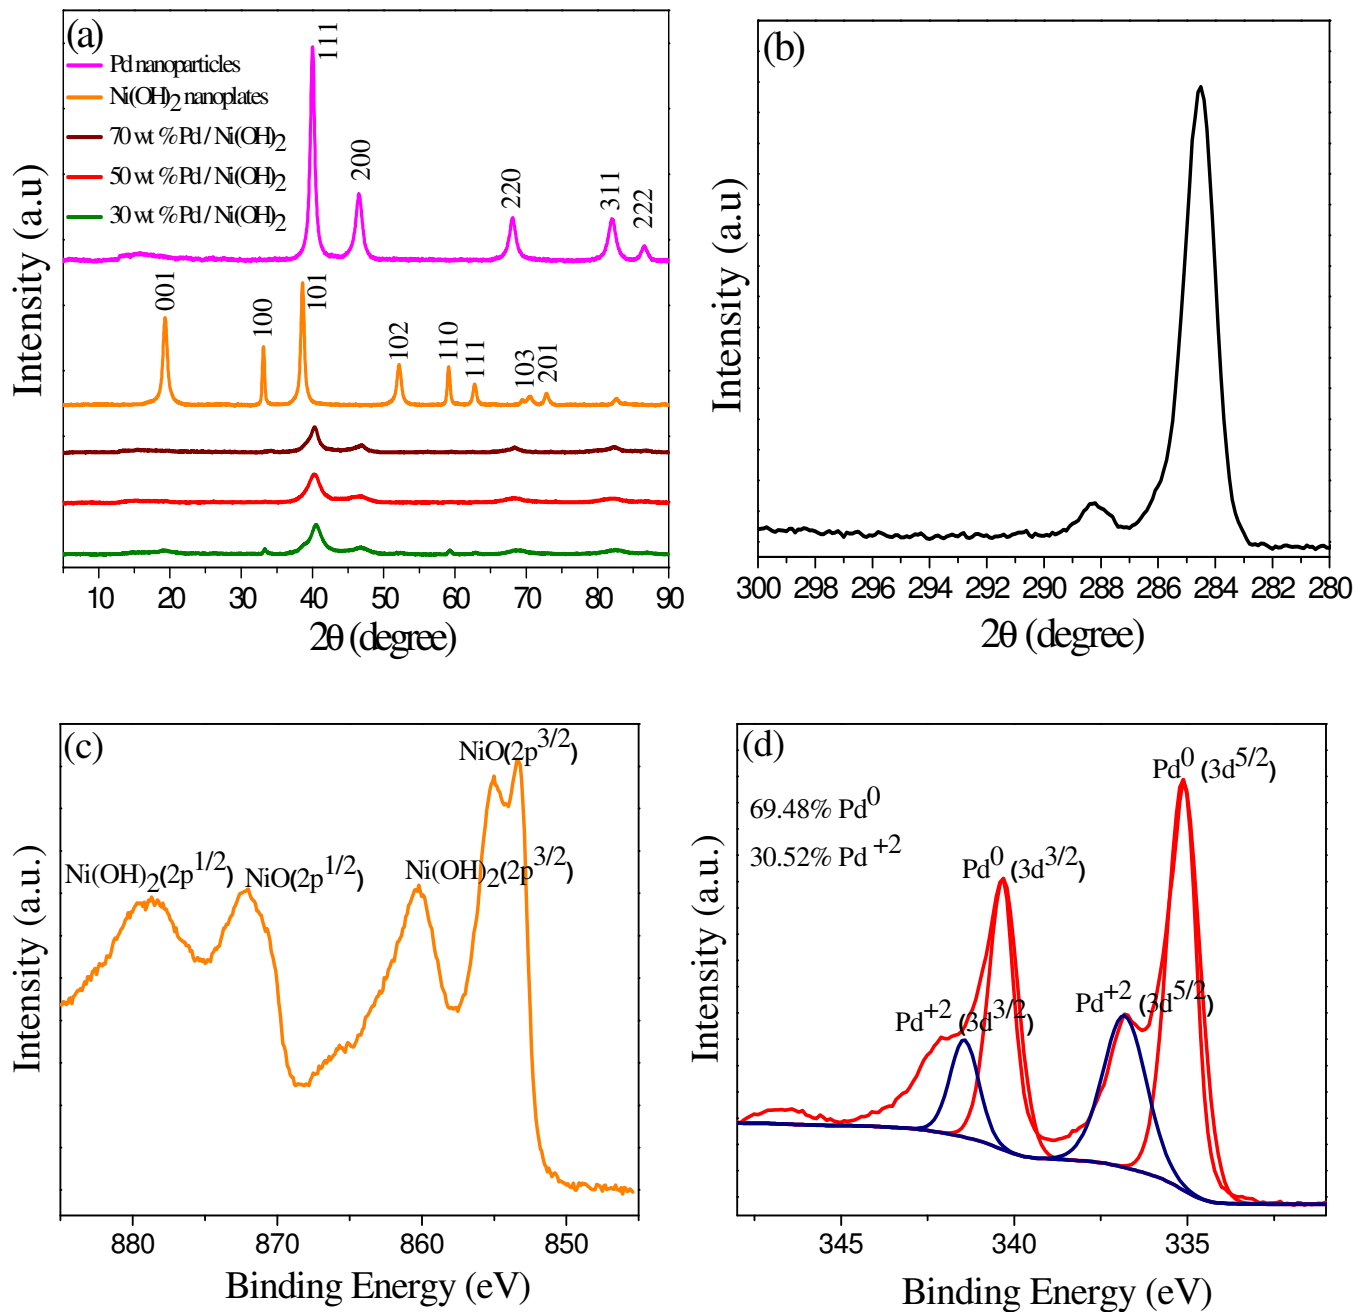 (a)
Pd nanoparticles
Ni(OH)2 nanoplates
70 wt % Pd / Ni(OH)2
50 wt % Pd / Ni(OH)2
30 wt % Pd / Ni(OH)2
111
200
220
311
222
001
100
101
102
110
111
103
201
Intensity (a.u)
10 20 30 40 50 60 70 80 90
2θ (degree)
(b)
Intensity (a.u)
300 298 296 294 292 290 288 286 284 282 280
2θ (degree)
(c)
NiO(2p3/2)
Ni(OH)2(2p1/2)
NiO(2p1/2)
Ni(OH)2(2p3/2)
Intensity (a.u.)
880 870 860 850
Binding Energy (eV)
(d)
Pd0 (3d5/2)
69.48% Pd0
30.52% Pd+2
Pd0 (3d3/2)
Pd+2 (3d3/2)
Pd+2 (3d5/2)
Intensity (a.u.)
345 340 335
Binding Energy (eV)